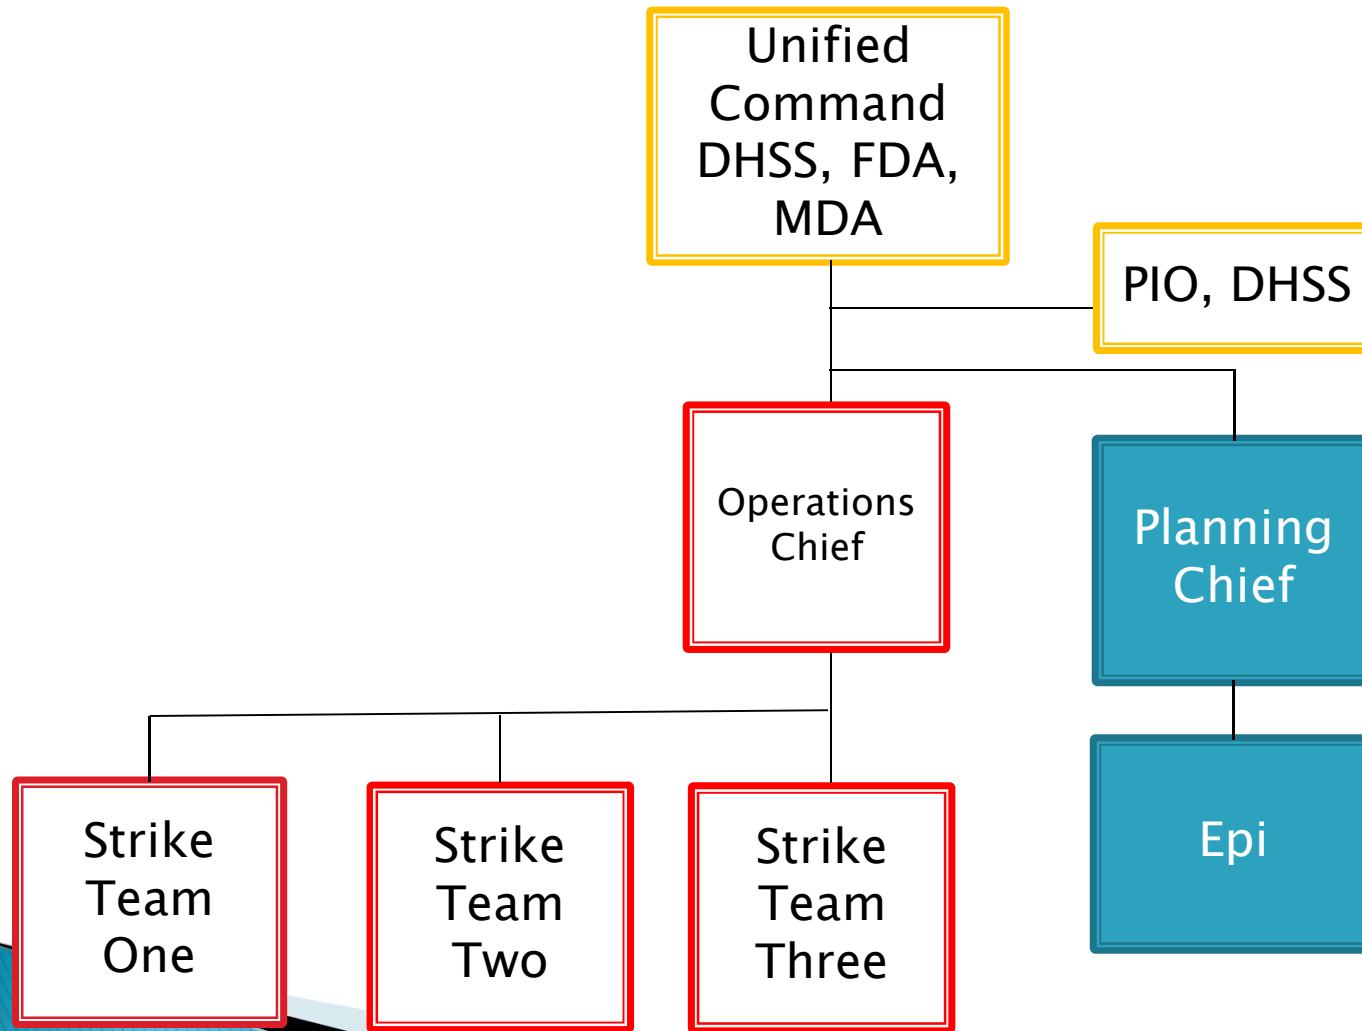 Unified
Command
DHSS, FDA,
MDA
PIO, DHSS
Operations
Chief
Planning
Chief
Strike
Team
One
Strike
Team
Two
Strike
Team
Three
Epi